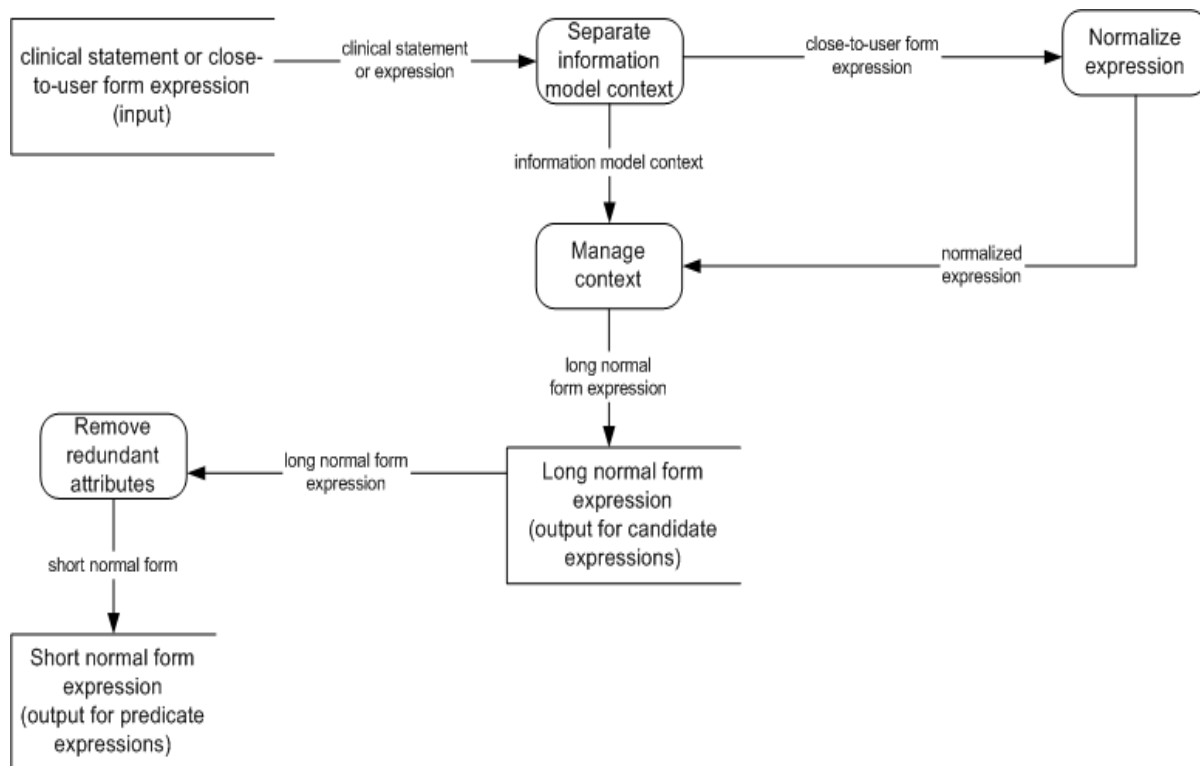 clinical statement or close-
to-user form expression
(input)
clinical statement
or expression
Separate
information
model context
close-to-user form
expression
Normalize
expression
information model context
Manage
context
normalized
expression
long normal
form expression
Remove
redundant
attributes
long normal form
expression
Long normal form
expression
(output for candidate
expressions)
short normal form
Short normal form
expression
(output for predicate
expressions)